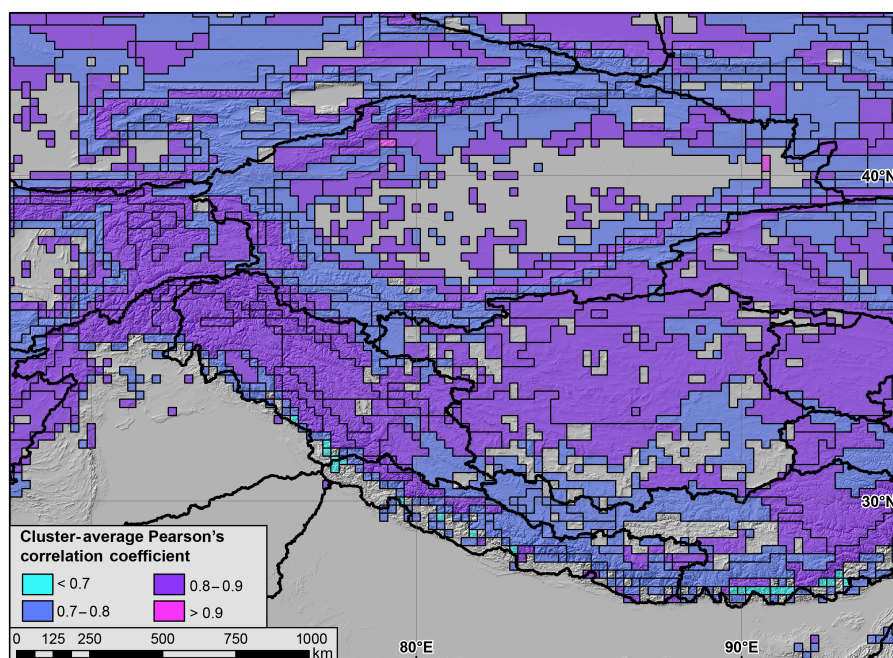 40°N
30°N
Cluster-average Pearson's
correlation coefficient
< 0.7
0.8–0.9
0.7–0.8
> 0.9
0 125 250 500 750 1000
km
80°E
90°E